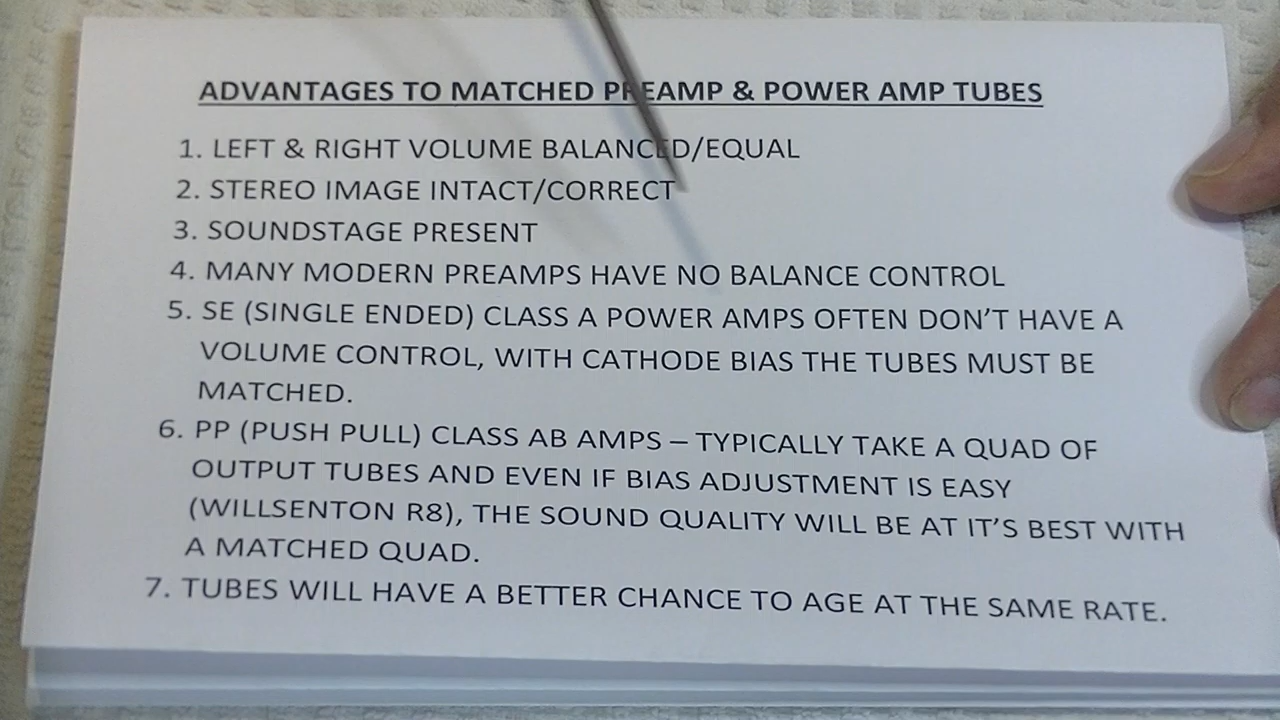 ADVANTAGES TO MATCHED PREAMP & POWER AMP TUBES
1. LEFT & RIGHT VOLUME BALANCED/EQUAL
2. STEREO IMAGE INTACT/CORRECT
3. SOUNDSTAGE PRESENT
4. MANY MODERN PREAMPS HAVE NO BALANCE CONTROL
5. SE (SINGLE ENDED) CLASS A POWER AMPS OFTEN DON'T HAVE A
VOLUME CONTROL, WITH CATHODE BIAS THE TUBES MUST BE
MATCHED.
6. PP (PUSH PULL) CLASS AB AMPS – TYPICALLY TAKE A QUAD OF
OUTPUT TUBES AND EVEN IF BIAS ADJUSTMENT IS EASY
(WILLSENTON R8), THE SOUND QUALITY WILL BE AT IT'S BEST WITH
A MATCHED QUAD.
7. TUBES WILL HAVE A BETTER CHANCE TO AGE AT THE SAME RATE.